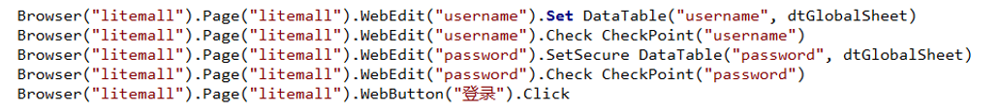 Browser("litemall").Page("litemall").WebEdit("username").Set DataTable("username", dtGlobalSheet)
Browser("litemall").Page("litemall").WebEdit("username").Check CheckPoint("username")
Browser("litemall").Page("litemall").WebEdit("password").SetSecure DataTable("password", dtGlobalSheet)
Browser("litemall").Page("litemall").WebEdit("password").Check CheckPoint("password")
Browser("litemall").Page("litemall").WebButton("登录").Click